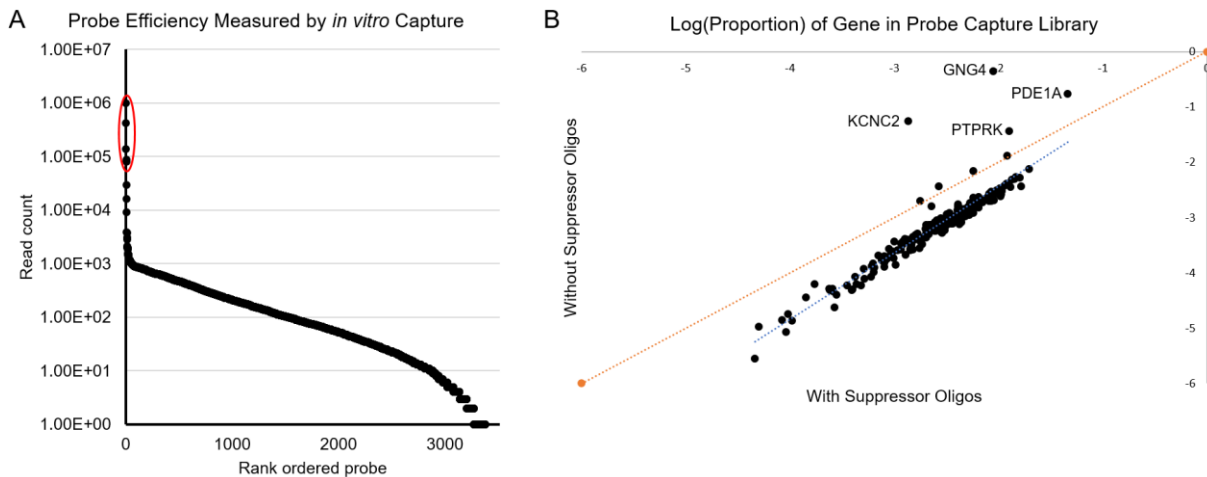 A
Probe Efficiency Measured by in vitro Capture
1.00E+07
1.00E+06
1.00E+05
1.00E+04
1.00E+03
1.00E+02
1.00E+01
1.00E+00
Read count
0 1000 2000 3000
Rank ordered probe
B
Log(Proportion) of Gene in Probe Capture Library
-6 -5 -4 -3 -2 -1 0
0
-1
-2
-3
-4
-5
-6
GNG4
PDE1A
KCNC2
PTPRK
Without Suppressor Oligos
With Suppressor Oligos